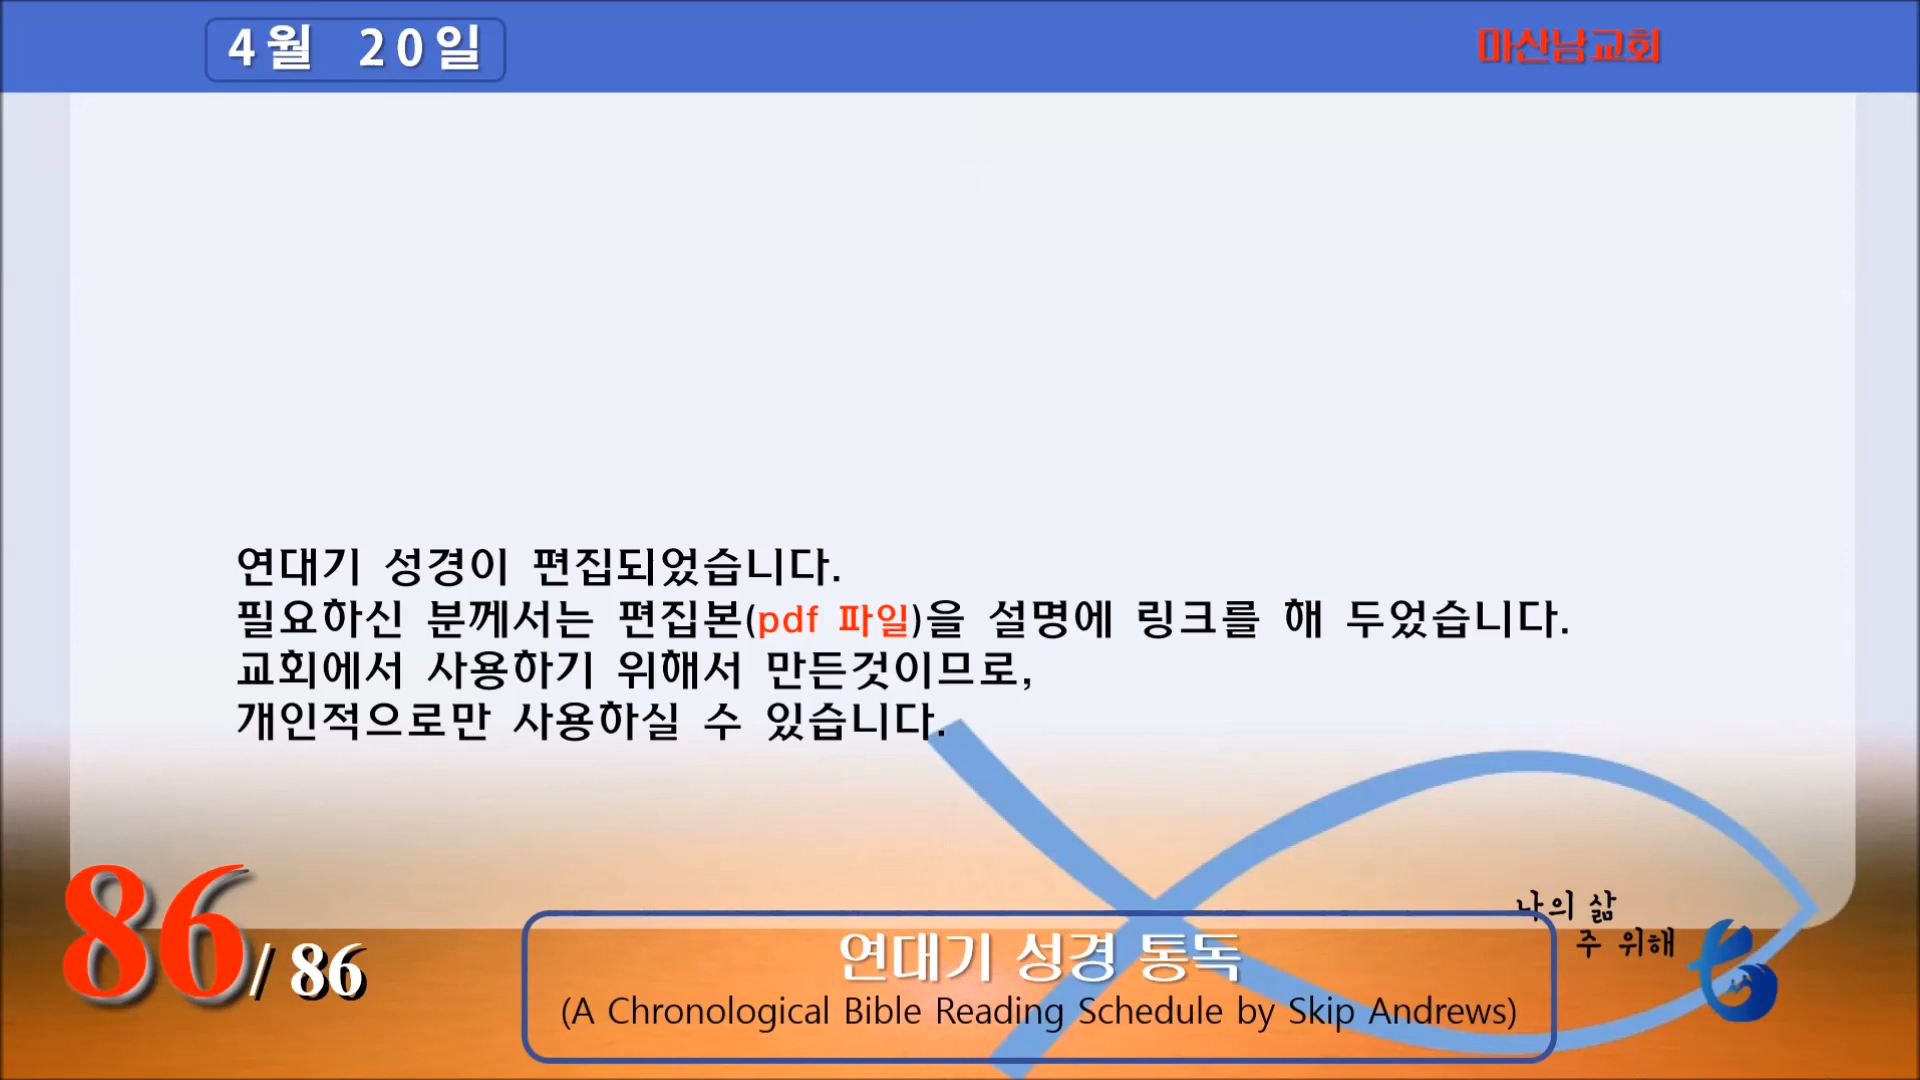 4월 20일
마산남교회
연대기 성경이 편집되었습니다.
필요하신 분께서는 편집본(pdf 파일)을 설명에 링크를 해 두었습니다.
교회에서 사용하기 위해서 만든것이므로,
개인적으로만 사용하실 수 있습니다.
나의 삶
주 위해
86/ 86
연대기 성경 통독
(A Chronological Bible Reading Schedule by Skip Andrews)